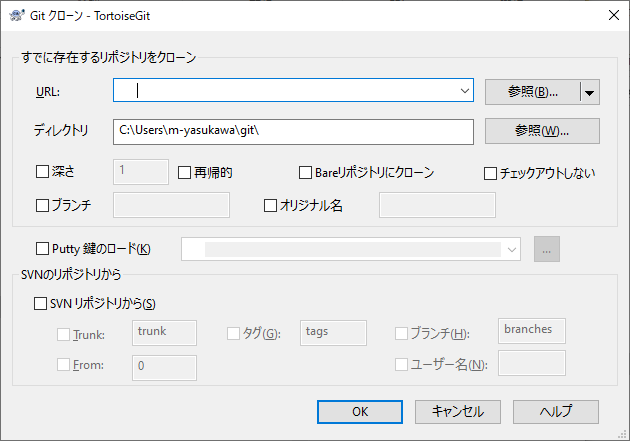 Git クローン - TortoiseGit
すでに存在するリポジトリをクローン
URL:
参照(B)...
ディレクトリ
C:\Users\m-yasukawa\git\
参照(W)...
深さ 1 再帰的 Bareリポジトリにクローン チェックアウトしない
ブランチ オリジナル名
Putty 鍵のロード(K) ...
SVNのリポジトリから
SVN リポジトリから(S)
Trunk: trunk タグ(G): tags ブランチ(H): branches
From: 0 ユーザー名(N):
OK キャンセル ヘルプ